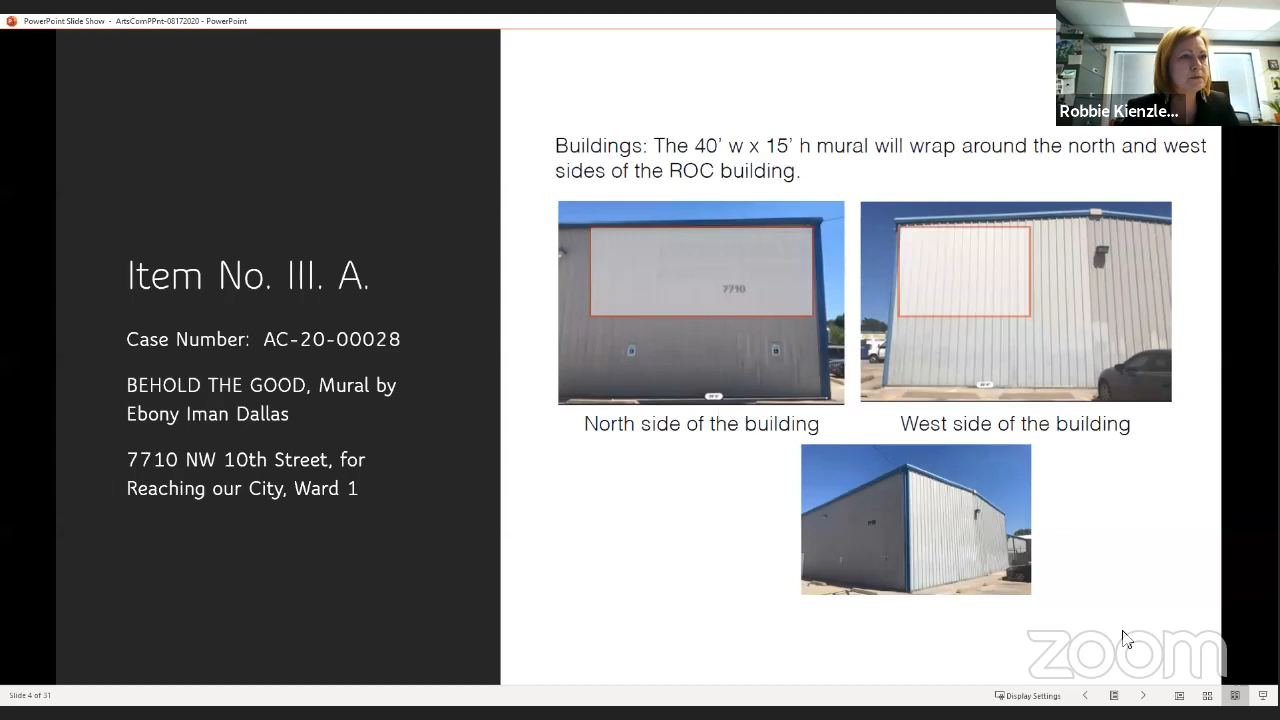 PowerPoint Slide Show - ArtsComPPnt-08172020 - PowerPoint
Robbie Kienzle...
Buildings: The 40' w x 15' h mural will wrap around the north and west
sides of the ROC building.
7710
Item No. III. A.
Case Number: AC-20-00028
BEHOLD THE GOOD, Mural by
Ebony Iman Dallas
7710 NW 10th Street, for
Reaching our City, Ward 1
North side of the building
West side of the building
zoom
Slide 4 of 31
Display Settings